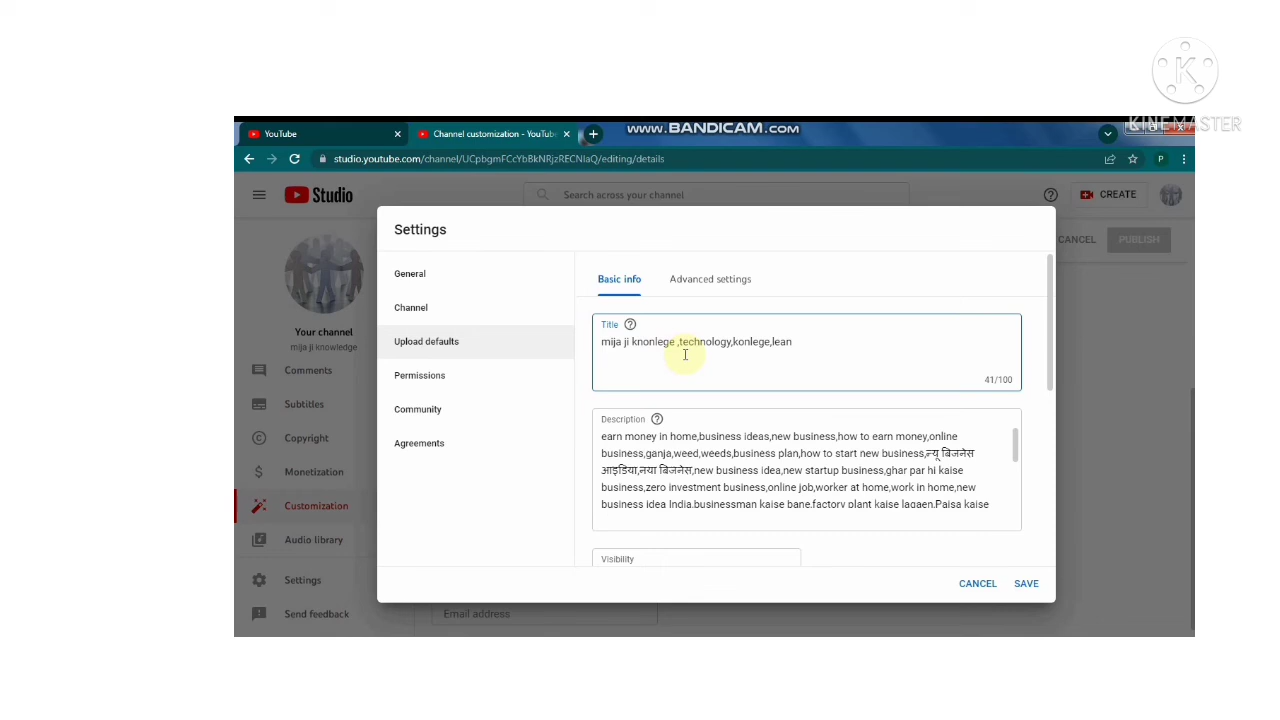 KINEMASTER
YouTube
Channel customization - YouTube
www.BANDICAM.com
studio.youtube.com/channel/UCpbgmFCcYbBkNRjzRECNlaQ/editing/details
P
Studio
Search across your channel
CREATE
CANCEL
PUBLISH
Your channel
mija ji knowledge
Comments
Subtitles
Copyright
Monetization
Customization
Audio library
Settings
Send feedback
Settings
General
Channel
Upload defaults
Permissions
Community
Agreements
Basic info
Advanced settings
Title
mija ji knonlege ,technology,konlege,lean
41/100
Description
earn money in home,business ideas,new business,how to earn money,online
business,ganja,weed,weeds,business plan,how to start new business,न्यू बिजनेस
आइडिया,नया बिजनेस,new business idea,new startup business,ghar par hi kaise
business,zero investment business,online job,worker at home,work in home,new
business idea India,businessman kaise bane,factory plant kaise lagaen,Paisa kaise
Visibility
CANCEL
SAVE
Email address